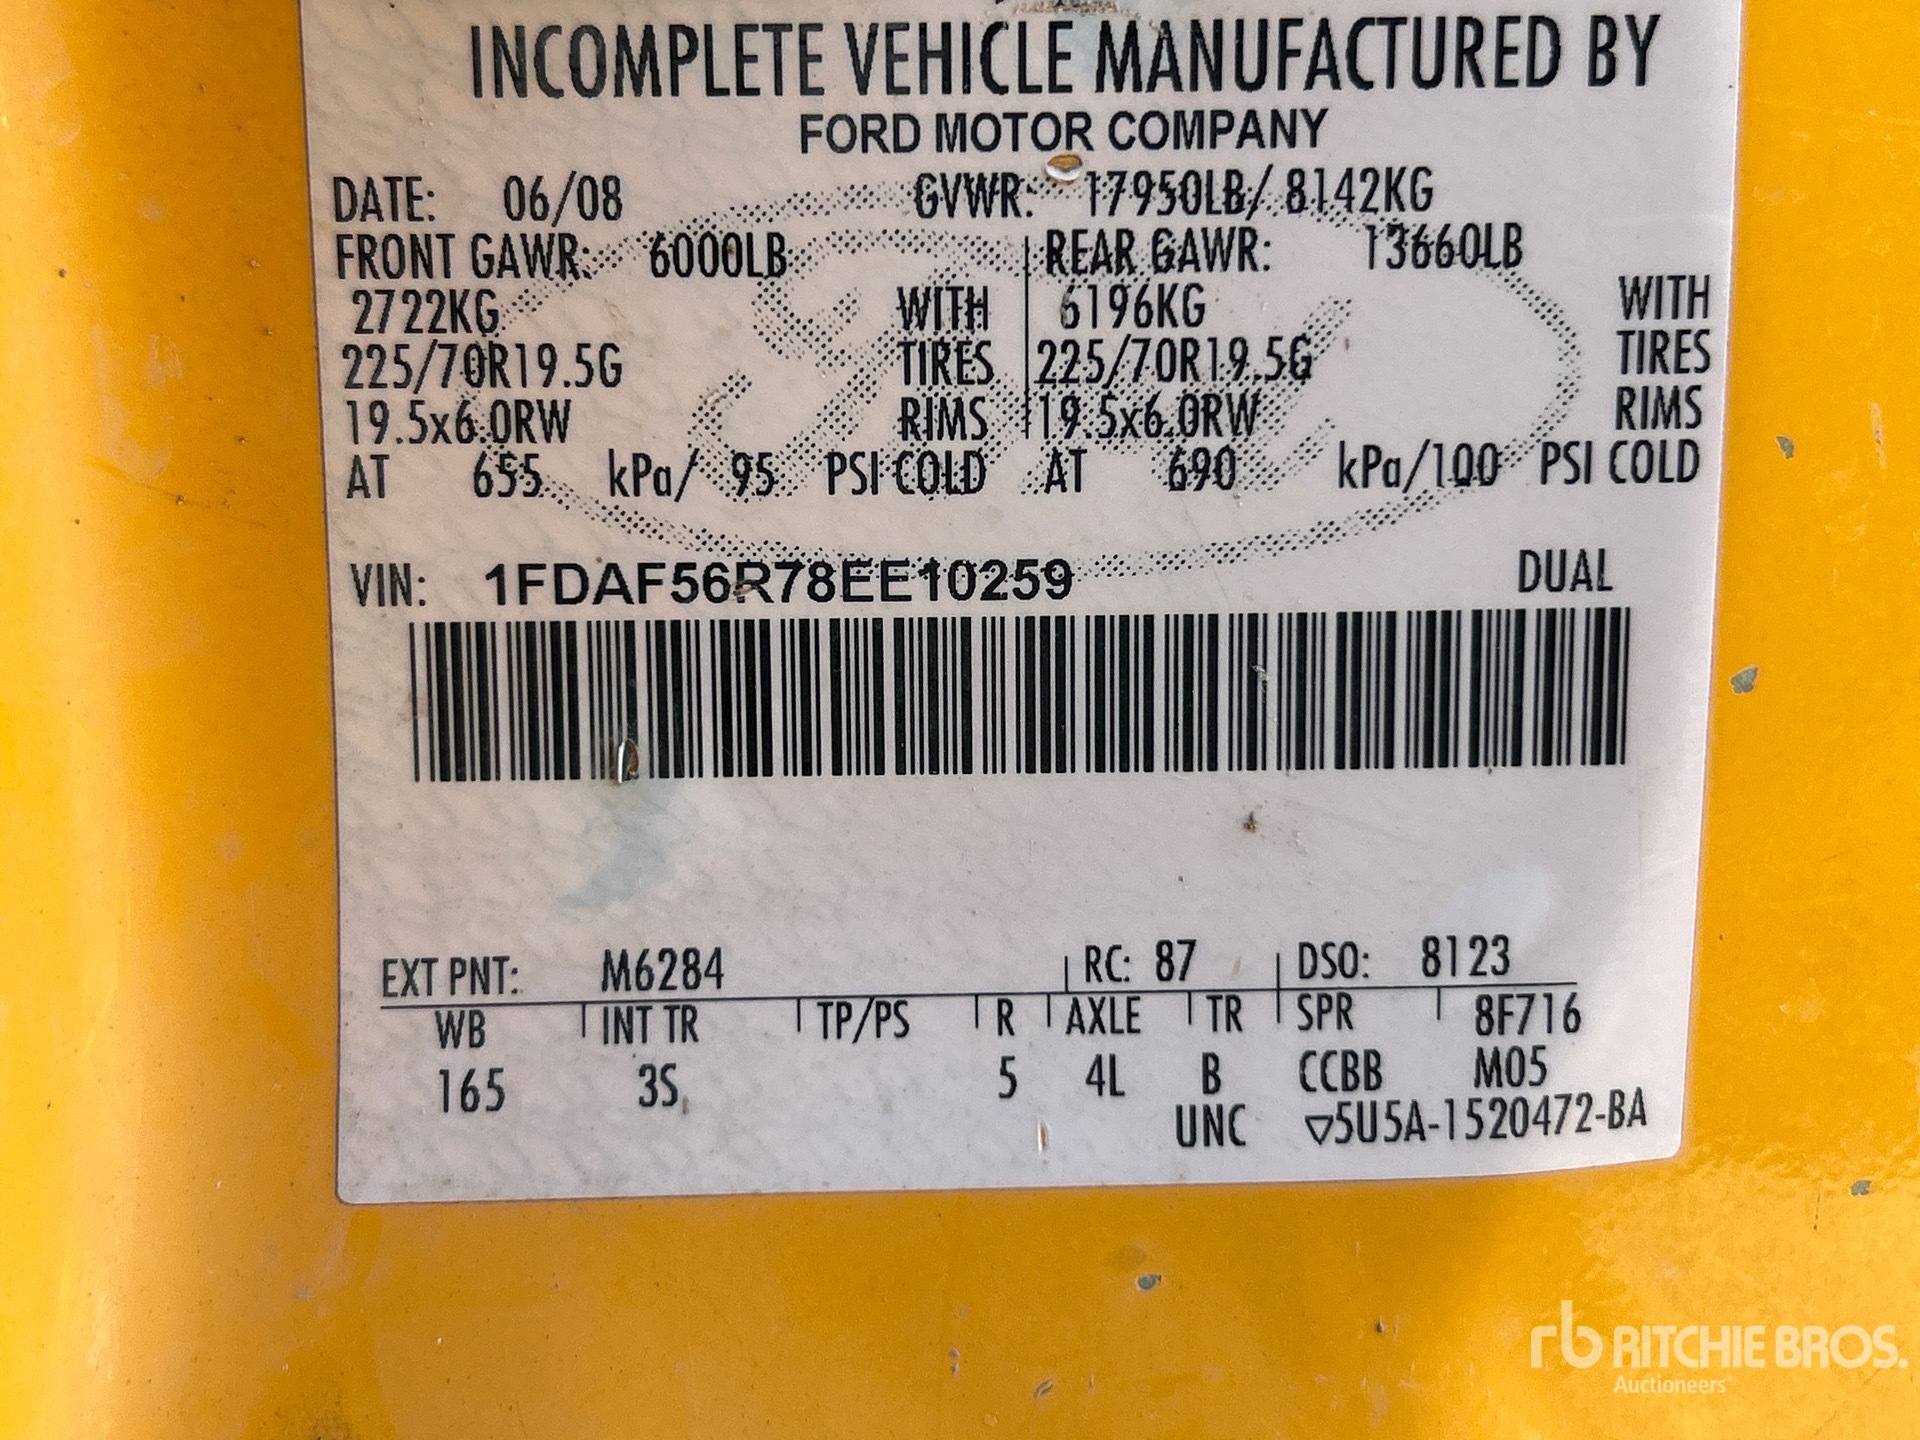 INCOMPLETE VEHICLE MANUFACTURED BY
FORD MOTOR COMPANY
DATE: 06/08 GVWR: 17950LB/ 8142KG
FRONT GAWR: 6000LB REAR GAWR: 13660LB
2722KG WITH 6196KG WITH
225/70R19.5G TIRES 225/70R19.5G TIRES
19.5x6.0RW RIMS 19.5x6.0RW RIMS
AT 655 kPa/ 95 PSI COLD AT 690 kPa/100 PSI COLD
VIN: 1FDAF56R78EE10259 DUAL
EXT PNT: M6284 RC: 87 DSO: 8123
WB INT TR TP/PS R AXLE TR SPR 8F716
165 3S 5 4L B CCBB M05
UNC ▽5U5A-1520472-BA
rb RITCHIE BROS.
Auctioneers